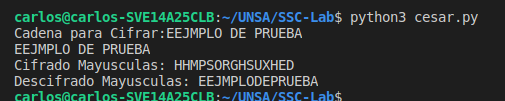 carlos@carlos-SVE14A25CLB:~/UNSA/SSC-Lab$ python3 cesar.py
Cadena para Cifrar:EEJMPLO DE PRUEBA
EEJMPLO DE PRUEBA
Cifrado Mayusculas: HHMPSORGHSUXHED
Descifrado Mayusculas: EEJMPLODEPRUEBA
carlos@carlos-SVE14A25CLB:~/UNSA/SSC-Lab$